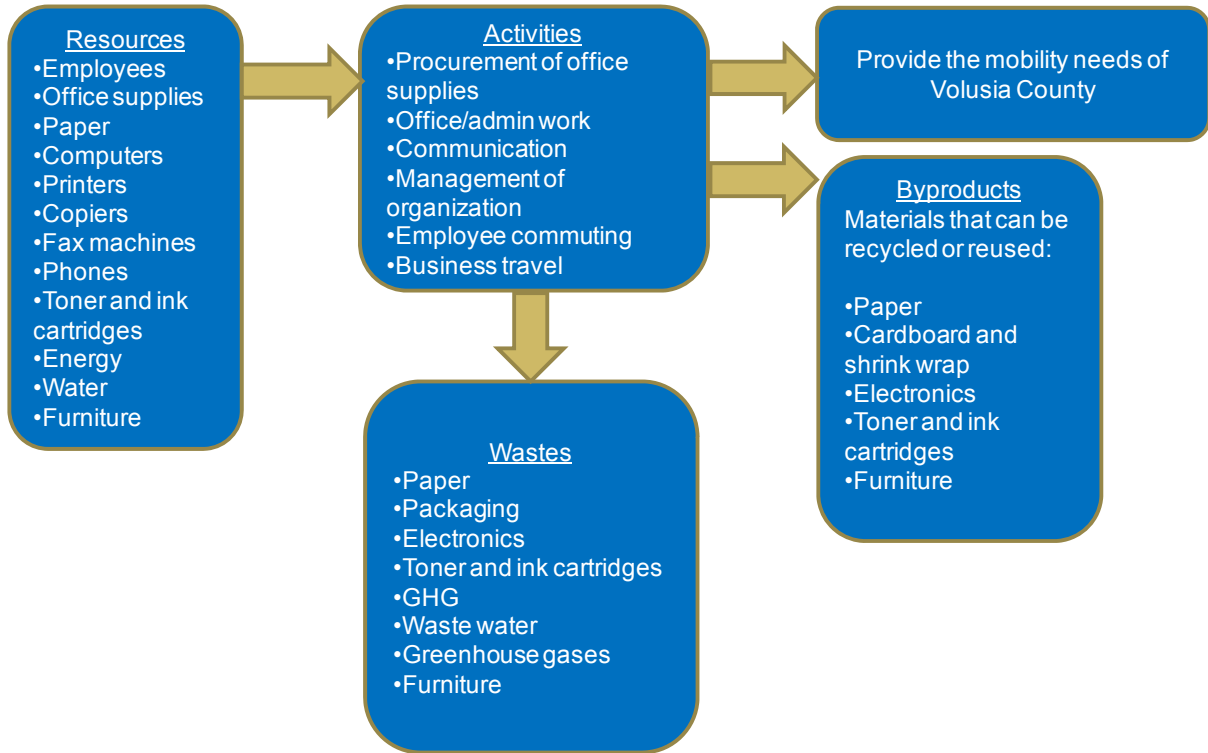 Resources
•Employees
•Office supplies
•Paper
•Computers
•Printers
•Copiers
•Fax machines
•Phones
•Toner and ink
cartridges
•Energy
•Water
•Furniture
Activities
•Procurement of office
supplies
•Office/admin work
•Communication
•Management of
organization
•Employee commuting
•Business travel
Provide the mobility needs of
Volusia County
Byproducts
Materials that can be
recycled or reused:
•Paper
•Cardboard and
shrink wrap
•Electronics
•Toner and ink
cartridges
•Furniture
Wastes
•Paper
•Packaging
•Electronics
•Toner and ink cartridges
•GHG
•Waste water
•Greenhouse gases
•Furniture